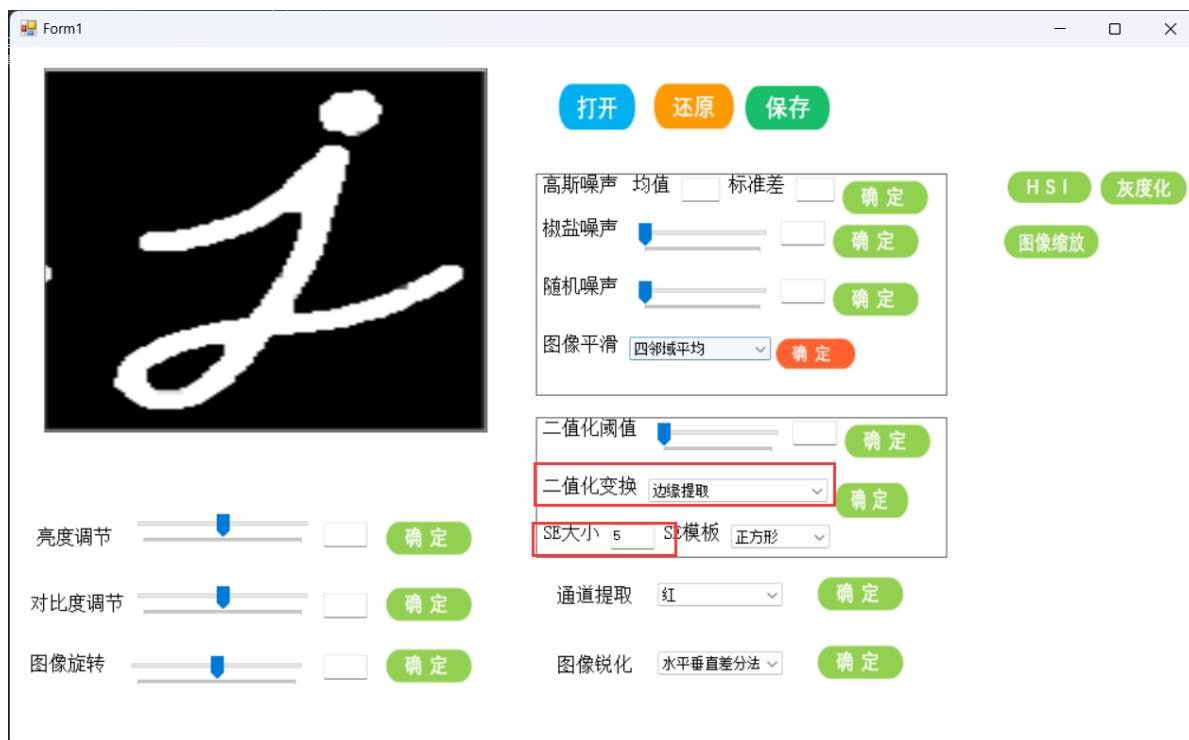 Form1
打开 还原 保存
高斯噪声 均值 标准差 确定
椒盐噪声 确定
随机噪声 确定
图像平滑 四邻域平均 确定
HSI 灰度化
图像缩放
j
二值化阈值 确定
二值化变换 边缘提取 确定
SE大小 5 SE模板 正方形
亮度调节 确定
对比度调节 确定
图像旋转 确定
通道提取 红 确定
图像锐化 水平垂直差分法 确定